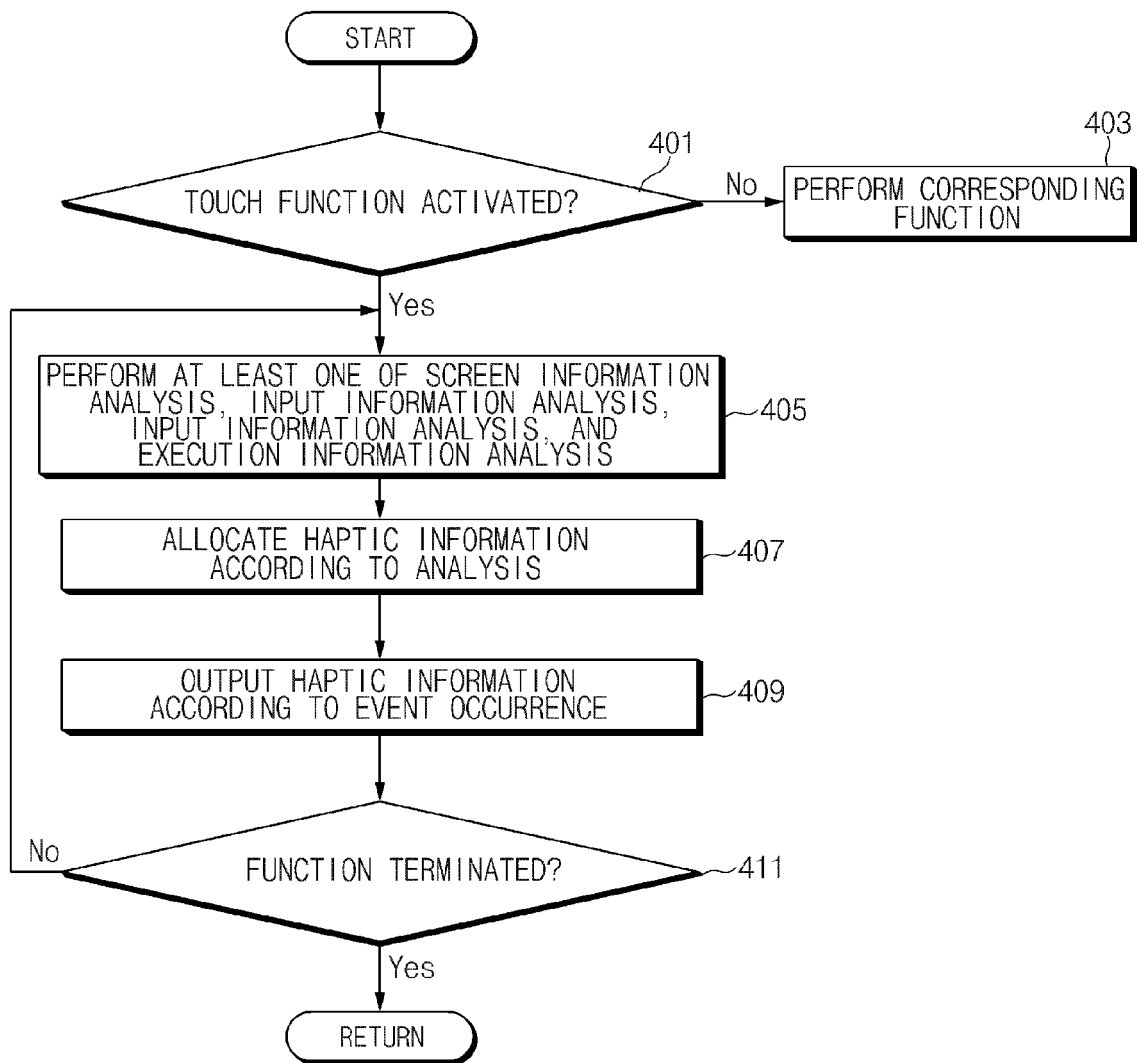 START
TOUCH FUNCTION ACTIVATED?
401
No
403
PERFORM CORRESPONDING
FUNCTION
Yes
PERFORM AT LEAST ONE OF SCREEN INFORMATION
ANALYSIS, INPUT INFORMATION ANALYSIS,
INPUT INFORMATION ANALYSIS, AND
EXECUTION INFORMATION ANALYSIS
405
ALLOCATE HAPTIC INFORMATION
ACCORDING TO ANALYSIS
407
OUTPUT HAPTIC INFORMATION
ACCORDING TO EVENT OCCURRENCE
409
No
FUNCTION TERMINATED?
411
Yes
RETURN